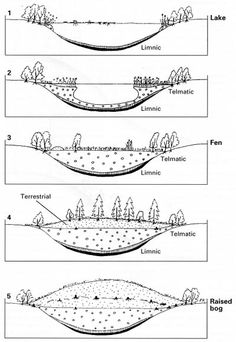 1
Lake
Limnic
2
Telmatic
Limnic
3
Fen
Telmatic
Limnic
Terrestrial
4
Telmatic
Limnic
5
Raised
bog